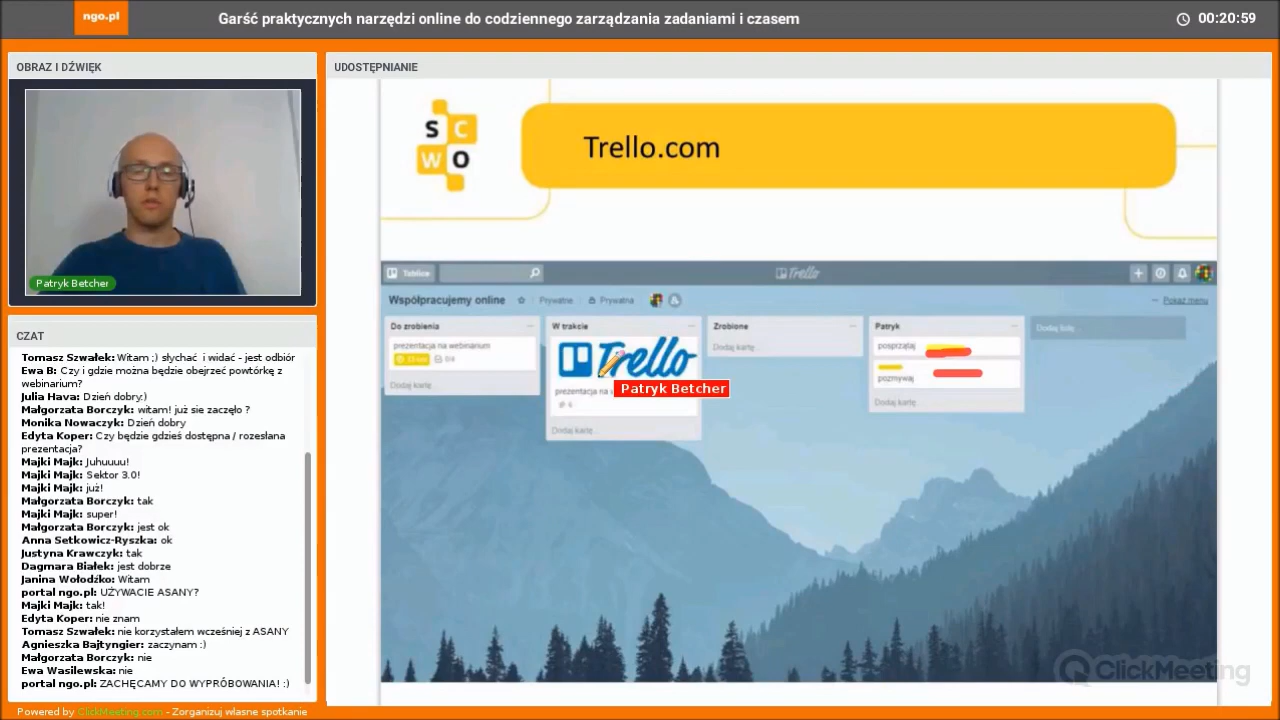 ngo.pl
Garść praktycznych narzędzi online do codziennego zarządzania zadaniami i czasem
00:20:59
OBRAZ I DŹWIĘK
Patryk Betcher
CZAT
Tomasz Szwałek: Witam ;) słychać i widać - jest odbiór
Ewa B: Czy i gdzie można będzie obejrzeć powtórkę z
webinarium?
Julia Hava: Dzień dobry:)
Małgorzata Borczyk: witam! już sie zaczęło ?
Monika Nowaczyk: Dzień dobry
Edyta Koper: Czy będzie gdzieś dostępna / rozesłana
prezentacja?
Majki Majk: Juhuuuu!
Majki Majk: Sektor 3.0!
Majki Majk: już!
Małgorzata Borczyk: tak
Majki Majk: super!
Małgorzata Borczyk: jest ok
Anna Setkowicz-Ryszka: ok
Justyna Krawczyk: tak
Dagmara Białek: jest dobrze
Janina Wołodźko: Witam
portal ngo.pl: UŻYWACIE ASANY?
Majki Majk: tak!
Edyta Koper: nie znam
Tomasz Szwałek: nie korzystałem wcześniej z ASANY
Agnieszka Bajtyngier: zaczynam :)
Małgorzata Borczyk: nie
Ewa Wasilewska: nie
portal ngo.pl: ZACHĘCAMY DO WYPRÓBOWANIA! :)
Powered by ClickMeeting.com - Zorganizuj własne spotkanie
UDOSTĘPNIANIE
SCWO
Trello.com
Tablice
Trello
Współpracujemy online
Prywatne
Prywatna
Pokaż menu
Do zrobienia
prezentacja na webinarium
0/4
Dodaj kartę...
W trakcie
Trello
Patryk Betcher
prezentacja na w
Dodaj kartę...
Zrobione
Dodaj kartę...
Patryk
posprzątaj
pozmywaj
Dodaj kartę...
Dodaj listę...
ClickMeeting